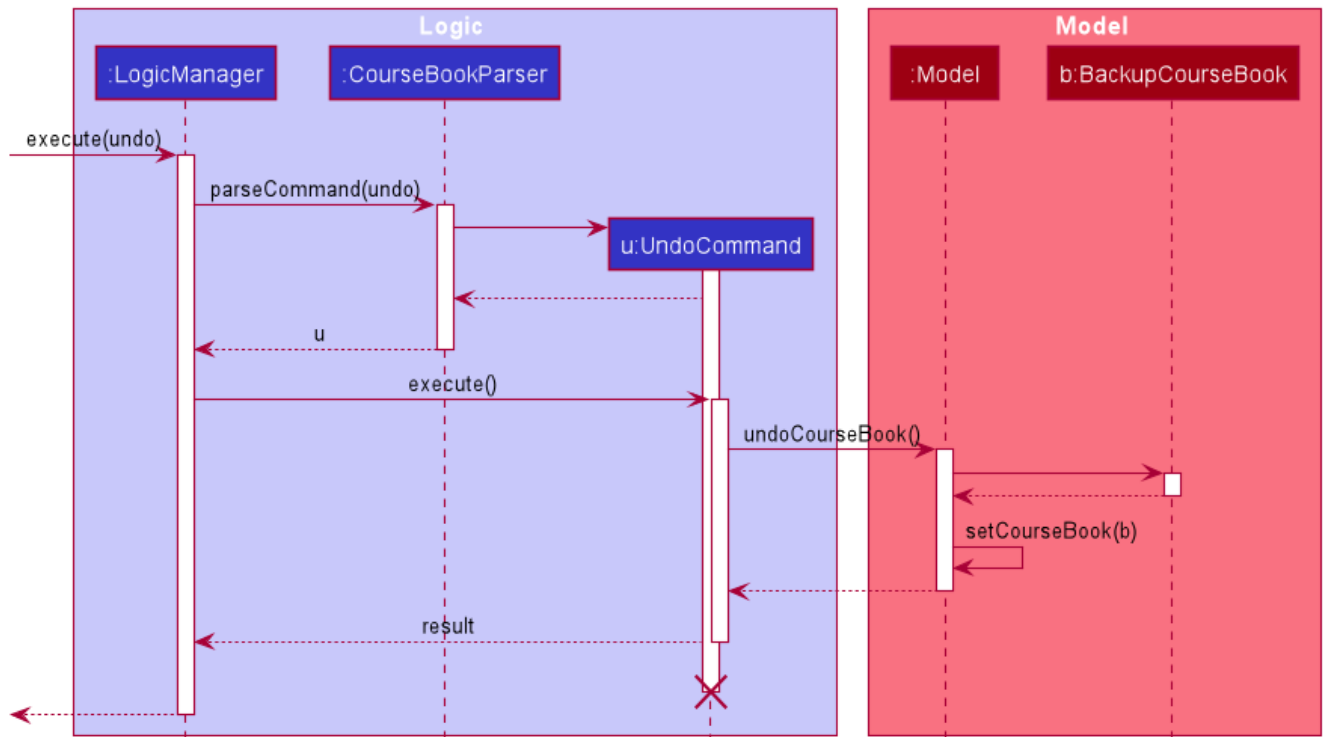 Logic
Model
:LogicManager
:CourseBookParser
:Model
b:BackupCourseBook
execute(undo)
parseCommand(undo)
u:UndoCommand
u
execute()
undoCourseBook()
setCourseBook(b)
result